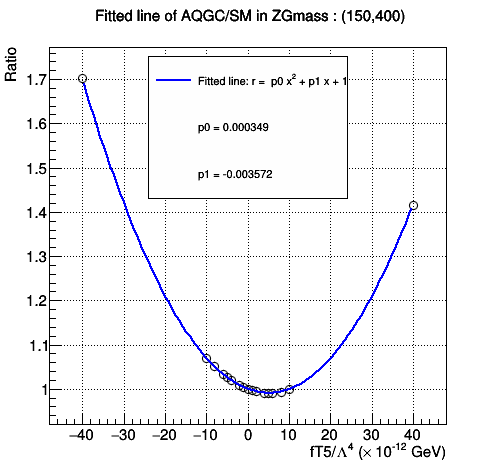 Fitted line of AQGC/SM in ZGmass : (150,400)
Ratio
Fitted line: r = p0 x² + p1 x + 1
p0 = 0.000349
p1 = -0.003572
1.7
1.6
1.5
1.4
1.3
1.2
1.1
1
−40 −30 −20 −10 0 10 20 30 40
fT5/Λ⁴ (× 10⁻¹² GeV)